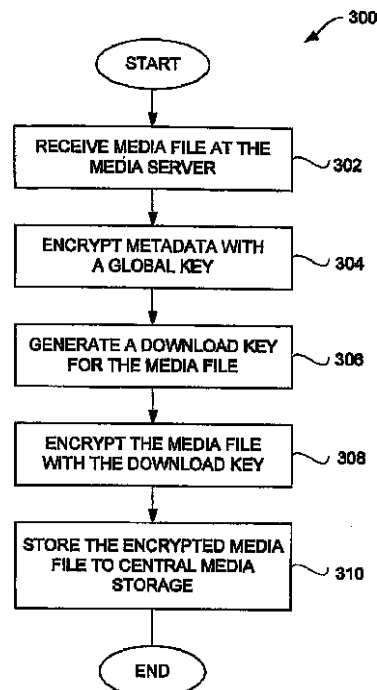 300
START
RECEIVE MEDIA FILE AT THE
MEDIA SERVER
302
ENCRYPT METADATA WITH
A GLOBAL KEY
304
GENERATE A DOWNLOAD KEY
FOR THE MEDIA FILE
306
ENCRYPT THE MEDIA FILE
WITH THE DOWNLOAD KEY
308
STORE THE ENCRYPTED MEDIA
FILE TO CENTRAL MEDIA
STORAGE
310
END